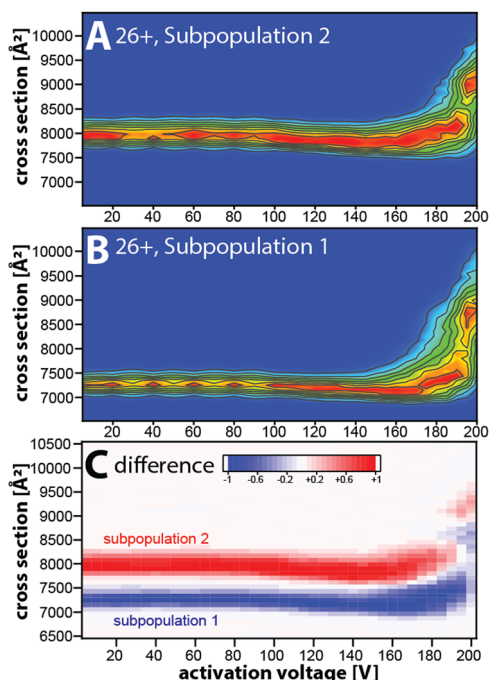 A 26+, Subpopulation 2
cross section [Å²]
10000
9500
9000
8500
8000
7500
7000
20 40 60 80 100 120 140 160 180 200
B 26+, Subpopulation 1
cross section [Å²]
10000
9500
9000
8500
8000
7500
7000
20 40 60 80 100 120 140 160 180 200
C difference
-1 -0.6 -0.2 +0.2 +0.6 +1
cross section [Å²]
10500
10000
9500
9000
8500
8000
7500
7000
6500
subpopulation 2
subpopulation 1
20 40 60 80 100 120 140 160 180 200
activation voltage [V]